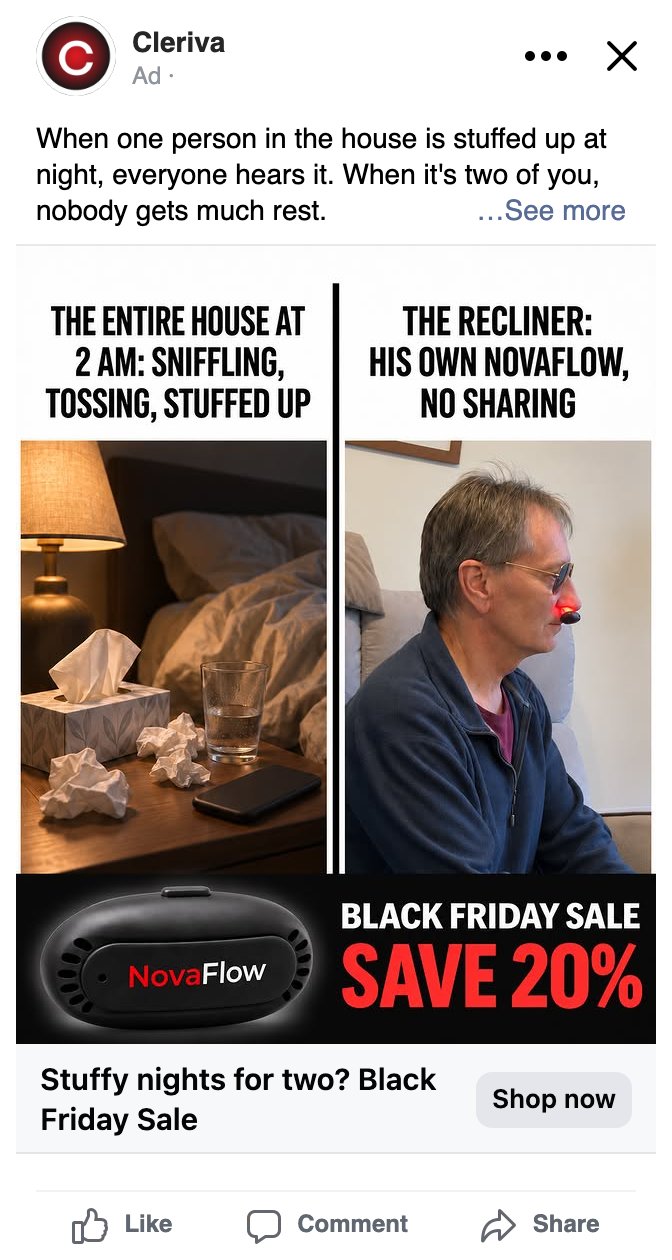 C
Cleriva
Ad ·
When one person in the house is stuffed up at
night, everyone hears it. When it's two of you,
nobody gets much rest. ...See more
THE ENTIRE HOUSE AT
2 AM: SNIFFLING,
TOSSING, STUFFED UP
THE RECLINER:
HIS OWN NOVAFLOW,
NO SHARING
NovaFlow
BLACK FRIDAY SALE
SAVE 20%
Stuffy nights for two? Black
Friday Sale
Shop now
Like
Comment
Share